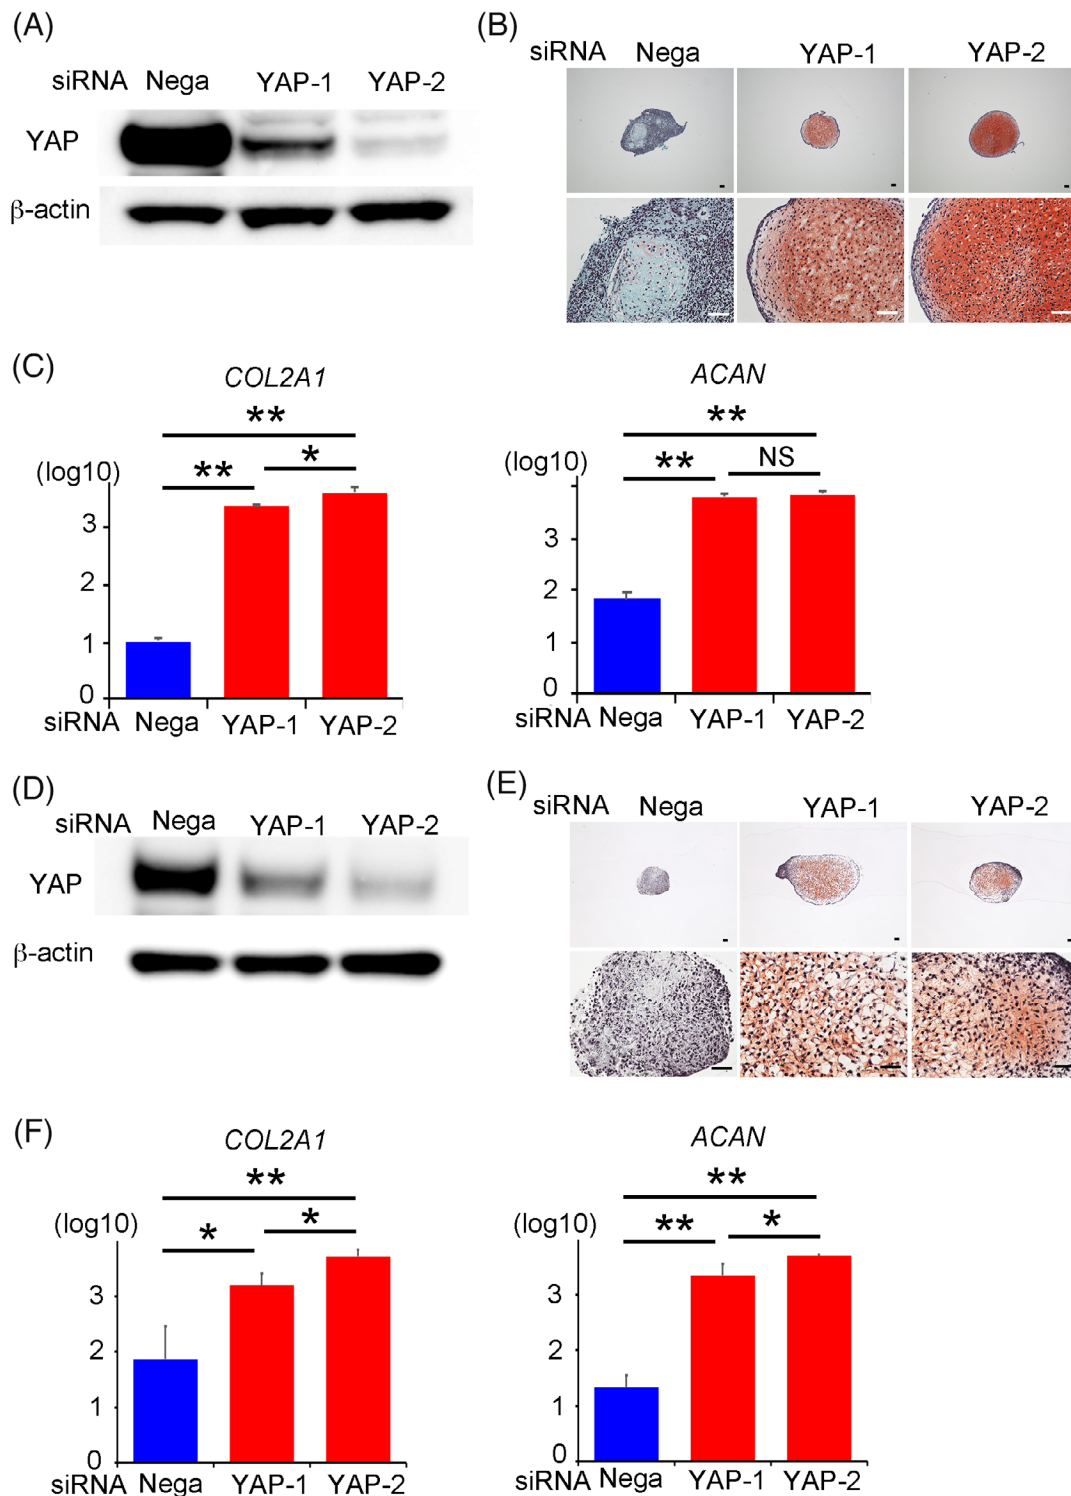 (A)
siRNA Nega YAP-1 YAP-2
YAP
β-actin
(B)
siRNA Nega YAP-1 YAP-2
(C)
COL2A1
**
(log10) ** *
3
2
1
0
siRNA Nega YAP-1 YAP-2
ACAN
**
(log10) ** NS
3
2
1
0
siRNA Nega YAP-1 YAP-2
(D)
siRNA Nega YAP-1 YAP-2
YAP
β-actin
(E)
siRNA Nega YAP-1 YAP-2
(F)
COL2A1
**
(log10) * *
3
2
1
0
siRNA Nega YAP-1 YAP-2
ACAN
**
(log10) ** *
3
2
1
0
siRNA Nega YAP-1 YAP-2